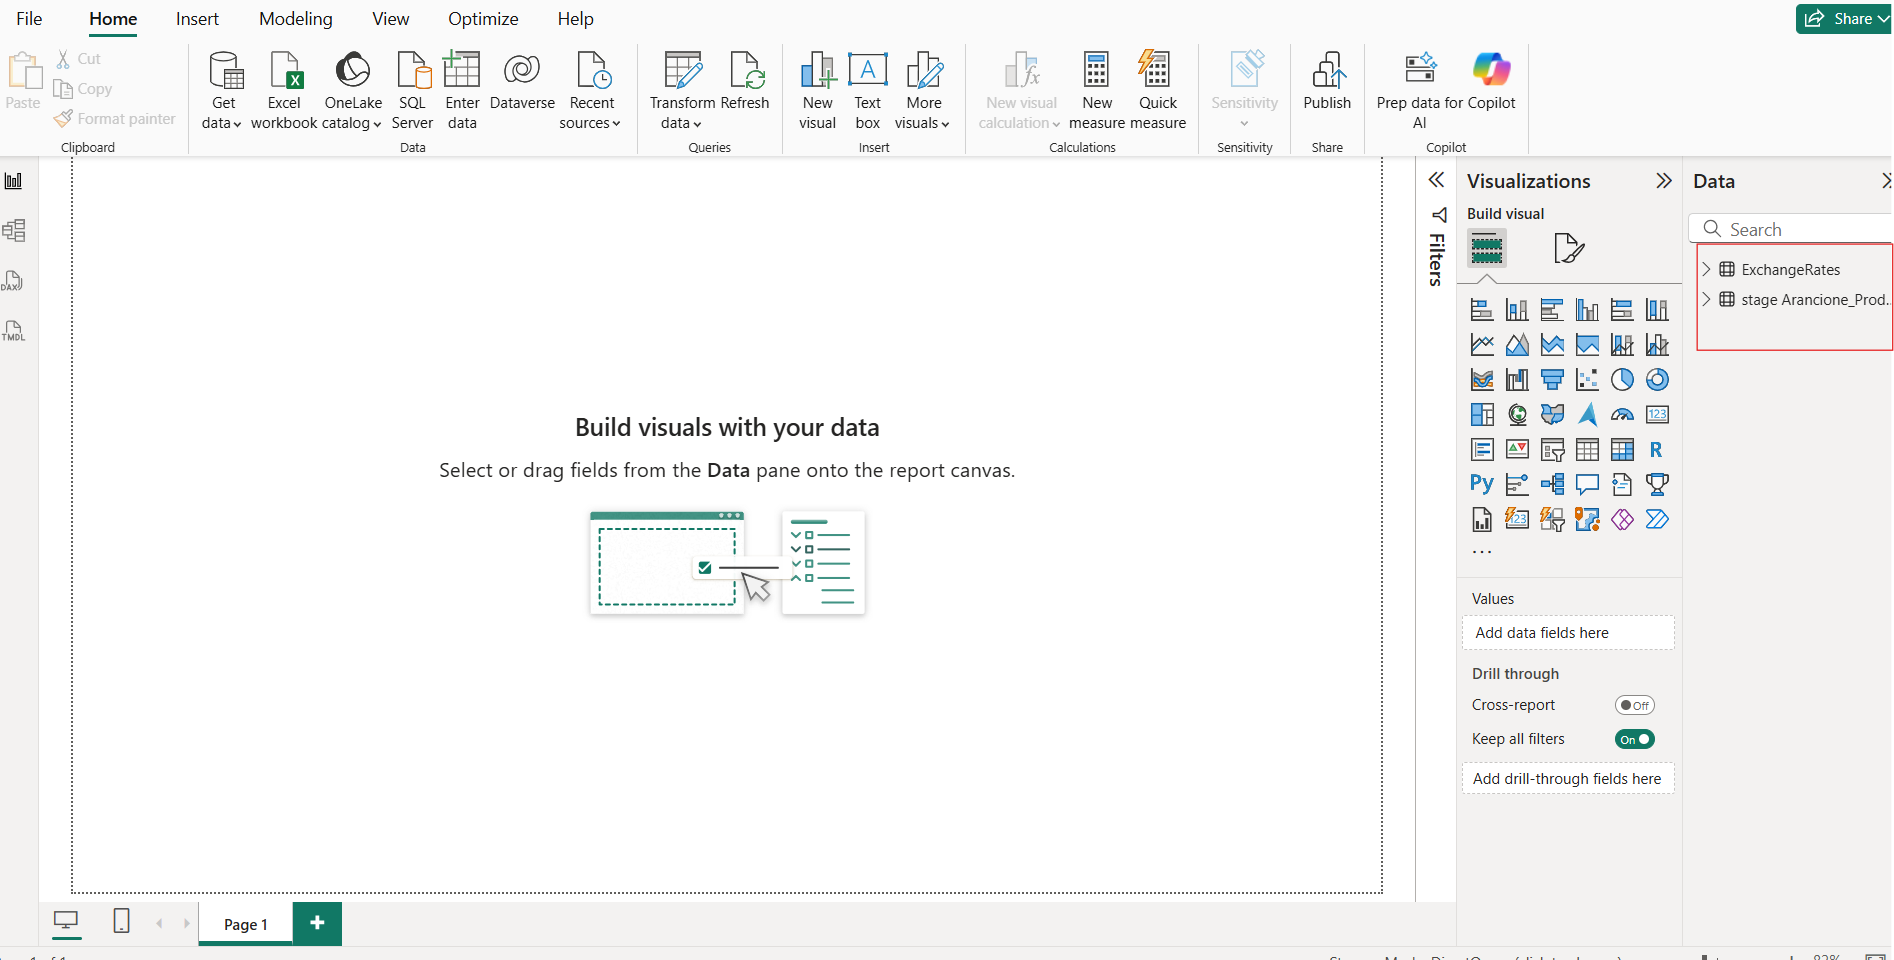 File Home Insert Modeling View Optimize Help
Share
Paste
Cut
Copy
Format painter
Clipboard
Get data
Excel workbook
OneLake catalog
SQL Server
Enter data
Dataverse
Recent sources
Data
Transform data
Refresh
Queries
New visual
Text box
More visuals
Insert
New visual calculation
New measure
Quick measure
Calculations
Sensitivity
Sensitivity
Publish
Share
Prep data for AI
Copilot
Copilot
DAX
TMDL
Build visuals with your data
Select or drag fields from the Data pane onto the report canvas.
Filters
Visualizations
Build visual
123
R
Py
123
...
Values
Add data fields here
Drill through
Cross-report
Off
Keep all filters
On
Add drill-through fields here
Data
Search
ExchangeRates
stage Arancione_Prod...
Page 1